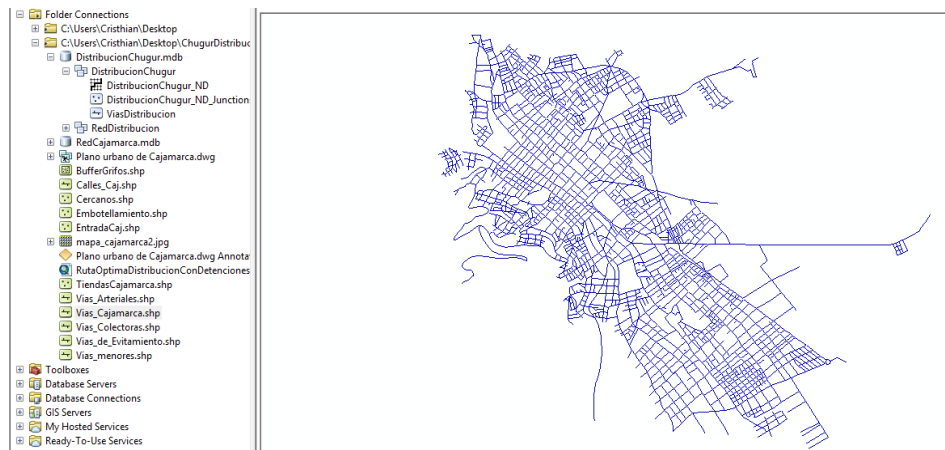 Folder Connections
C:\Users\Cristhian\Desktop
C:\Users\Cristhian\Desktop\ChugurDistribuc
DistribucionChugur.mdb
DistribucionChugur
DistribucionChugur_ND
DistribucionChugur_ND_Junction
ViasDistribucion
RedDistribucion
RedCajamarca.mdb
Plano urbano de Cajamarca.dwg
BufferGrifos.shp
Calles_Caj.shp
Cercanos.shp
Embotellamiento.shp
EntradaCaj.shp
mapa_cajamarca2.jpg
Plano urbano de Cajamarca.dwg Annota
RutaOptimaDistribucionConDetenciones
TiendasCajamarca.shp
Vias_Arteriales.shp
Vias_Cajamarca.shp
Vias_Colectoras.shp
Vias_de_Evitamiento.shp
Vias_menores.shp
Toolboxes
Database Servers
Database Connections
GIS Servers
My Hosted Services
Ready-To-Use Services